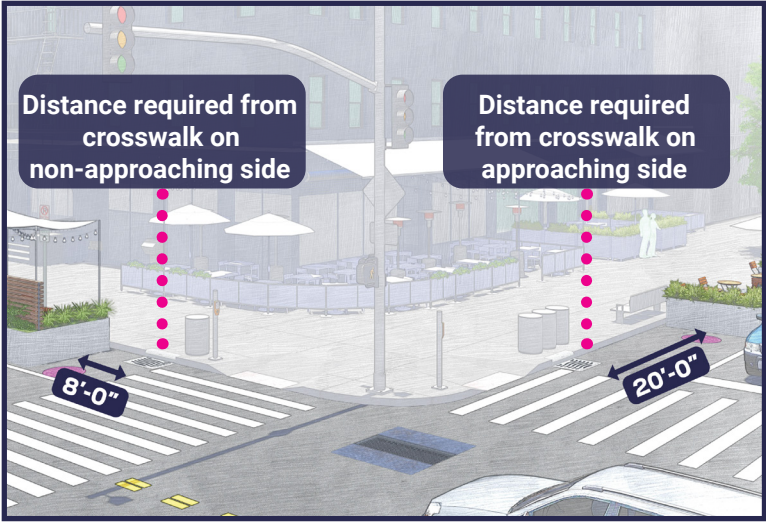 Distance required from
crosswalk on
non-approaching side
Distance required
from crosswalk on
approaching side
8'-0"
20'-0"